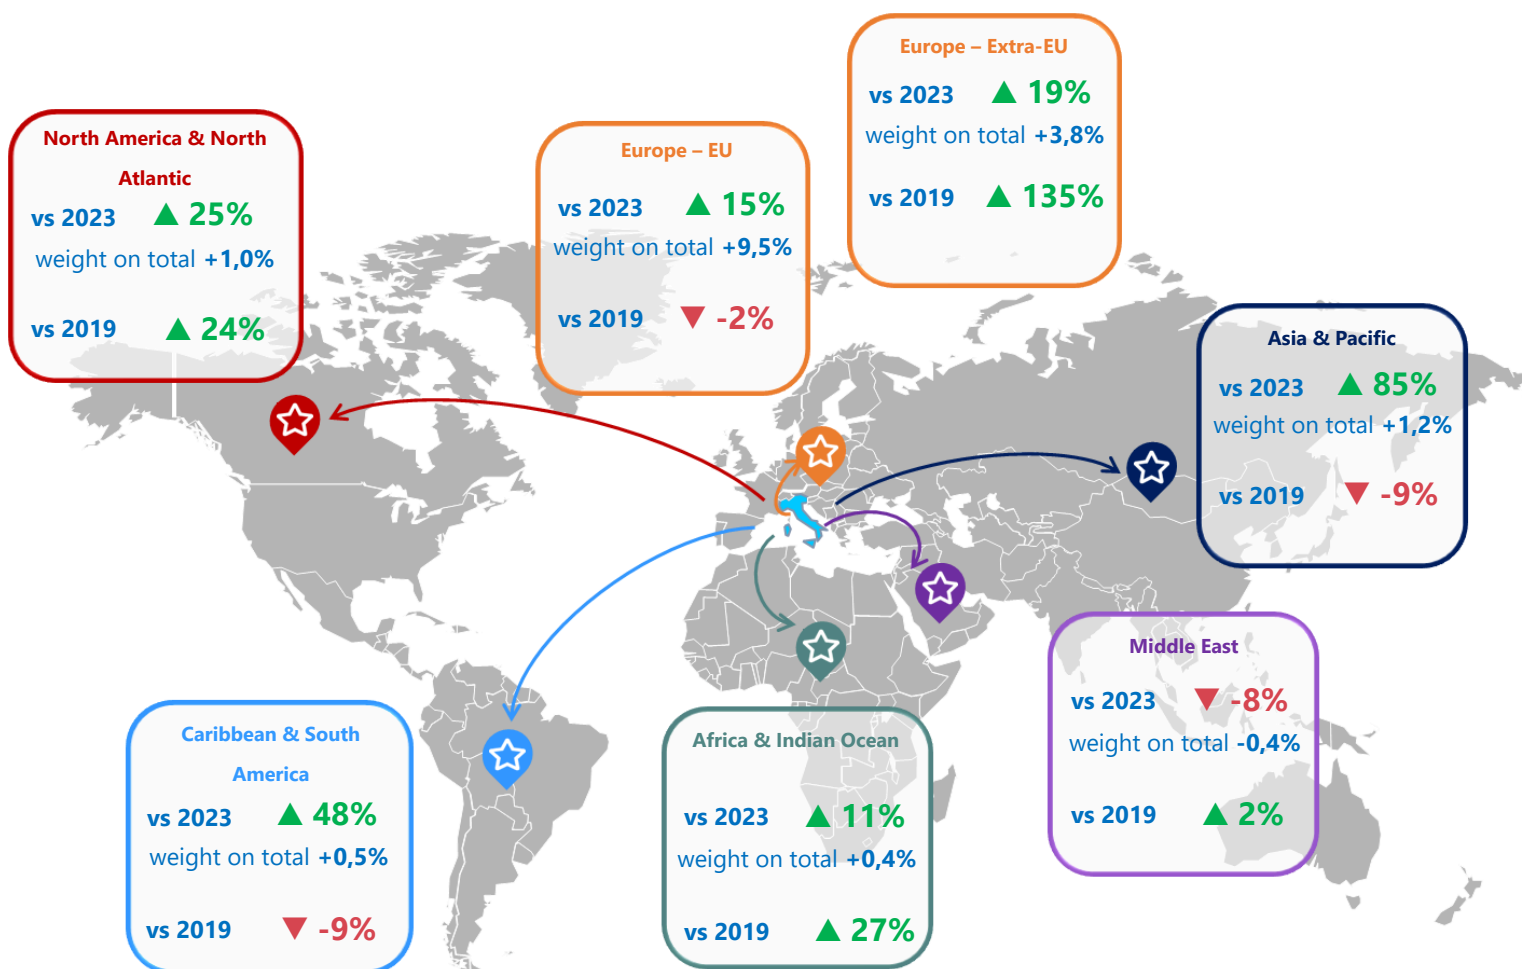 Europe – Extra-EU
vs 2023 ▲ 19%
weight on total +3,8%
vs 2019 ▲ 135%
North America & North
Atlantic
vs 2023 ▲ 25%
weight on total +1,0%
vs 2019 ▲ 24%
Europe – EU
vs 2023 ▲ 15%
weight on total +9,5%
vs 2019 ▼ -2%
Asia & Pacific
vs 2023 ▲ 85%
weight on total +1,2%
vs 2019 ▼ -9%
Middle East
vs 2023 ▼ -8%
weight on total -0,4%
vs 2019 ▲ 2%
Caribbean & South
America
vs 2023 ▲ 48%
weight on total +0,5%
vs 2019 ▼ -9%
Africa & Indian Ocean
vs 2023 ▲ 11%
weight on total +0,4%
vs 2019 ▲ 27%